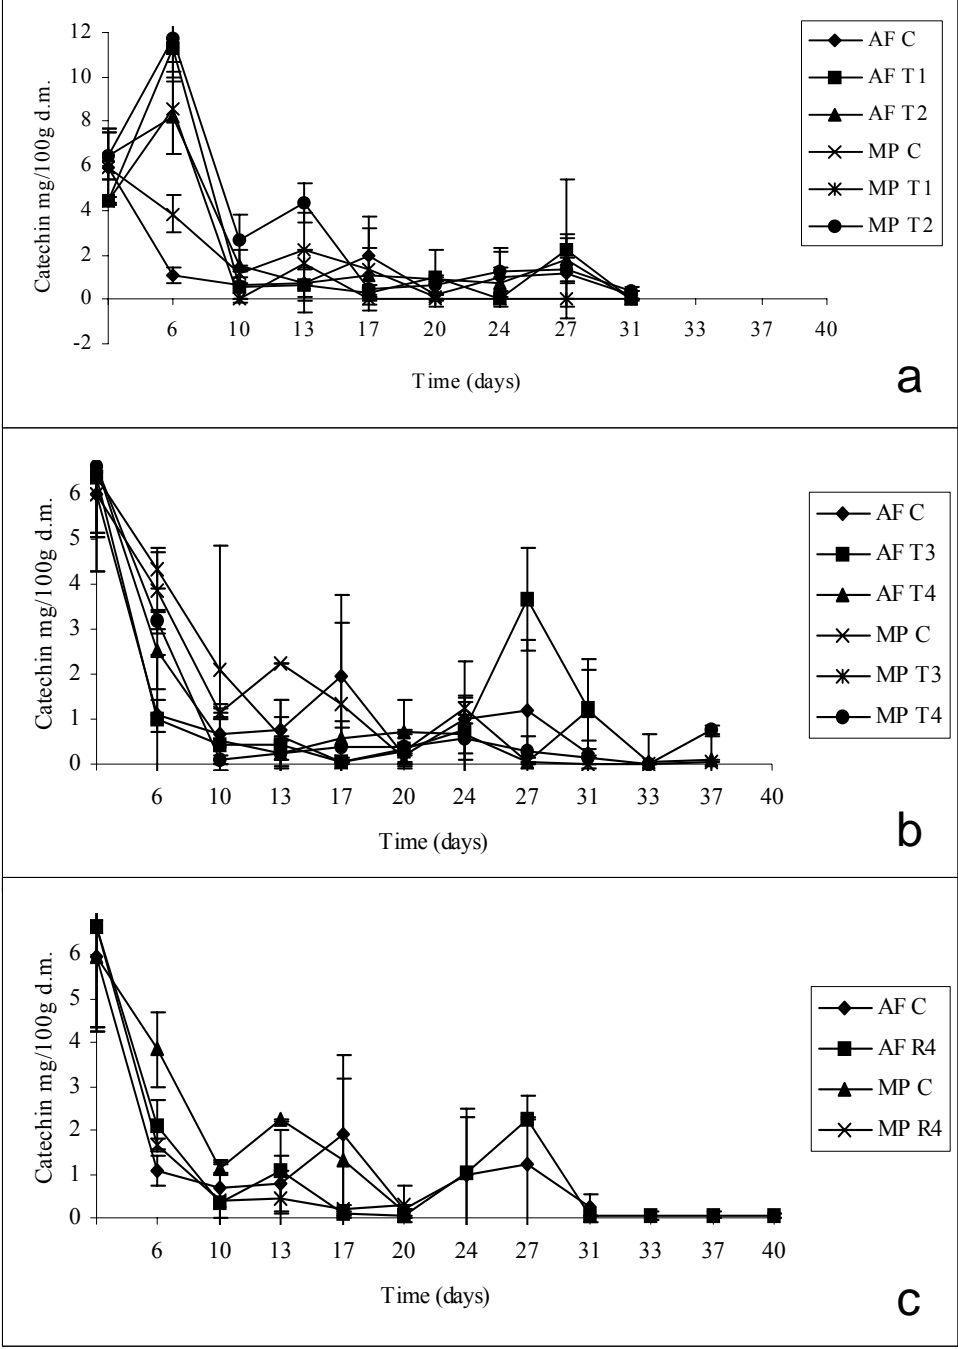 12
10
8
6
4
2
0
-2
Catechin mg/100g d.m.
6 10 13 17 20 24 27 31 33 37 40
Time (days)
AF C
AF T1
AF T2
MP C
MP T1
MP T2
a
6
5
4
3
2
1
0
Catechin mg/100g d.m.
6 10 13 17 20 24 27 31 33 37 40
Time (days)
AF C
AF T3
AF T4
MP C
MP T3
MP T4
b
6
5
4
3
2
1
0
Catechin mg/100g d.m.
6 10 13 17 20 24 27 31 33 37 40
Time (days)
AF C
AF R4
MP C
MP R4
c